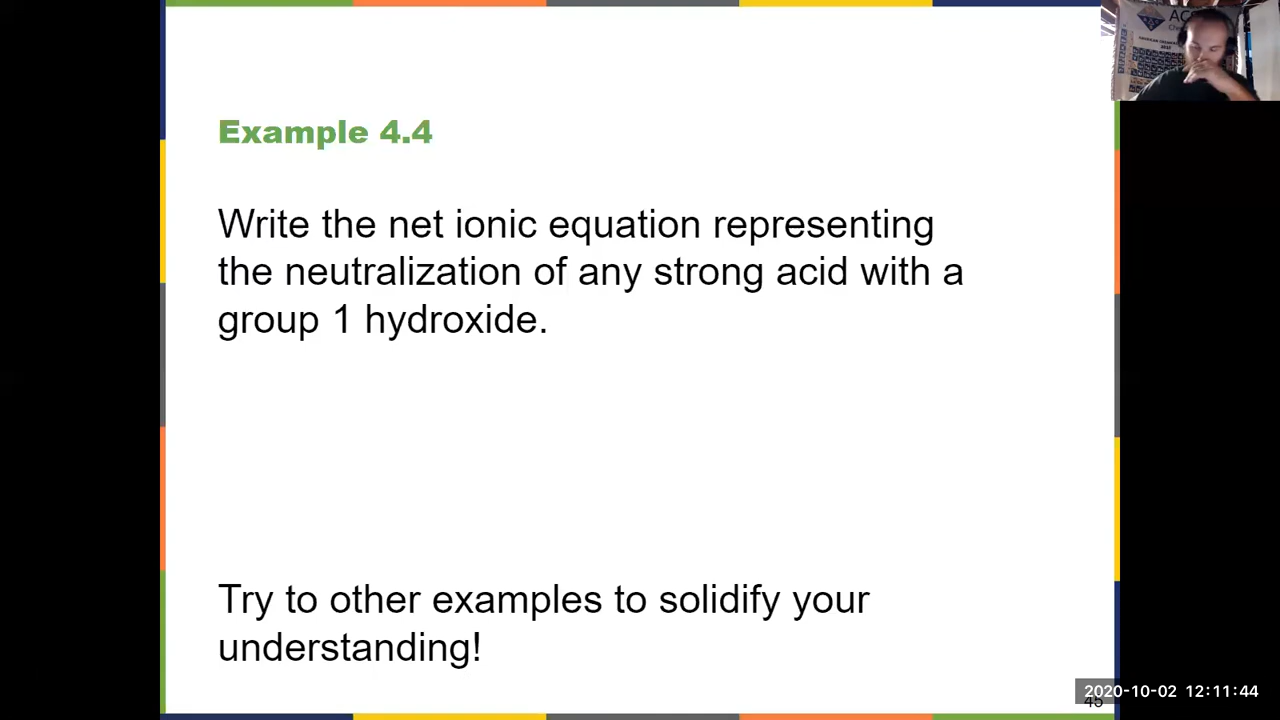 Example 4.4
Write the net ionic equation representing
the neutralization of any strong acid with a
group 1 hydroxide.
Try to other examples to solidify your
understanding!
2020-10-02 12:11:44
45